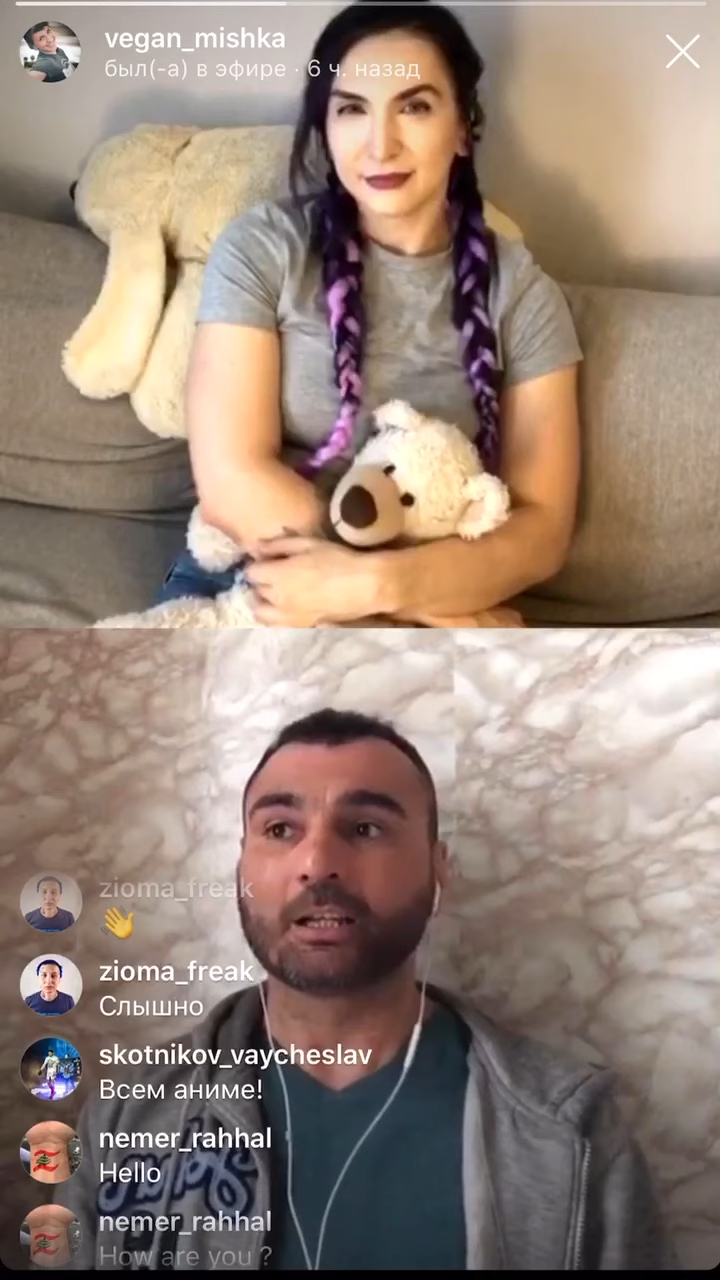 vegan_mishka
был(-а) в эфире · 6 ч. назад
zioma_freak
👋
zioma_freak
Слышно
skotnikov_vaycheslav
Всем аниме!
nemer_rahhal
Hello
nemer_rahhal
How are you ?